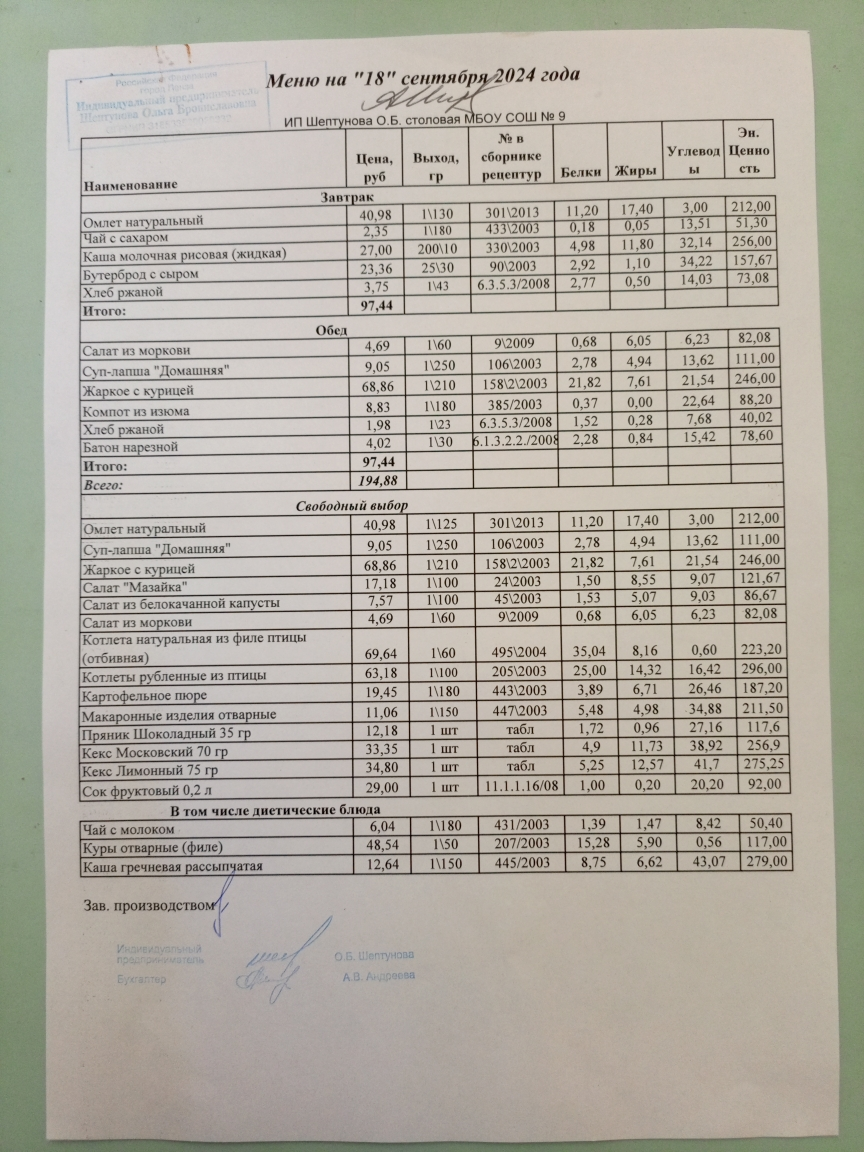 Российская Федерация
город Почеп
Индивидуальный предприниматель
Шептунова Ольга Брониславовна
Меню на "18" сентября 2024 года
ИП Шептунова О.Б. столовая МБОУ СОШ № 9
Наименование Цена, руб Выход, гр № в сборнике рецептур Белки Жиры Углеводы Эн. Ценность
Завтрак
Омлет натуральный 40,98 1\130 301\2013 11,20 17,40 3,00 212,00
Чай с сахаром 2,35 1\180 433\2003 0,18 0,05 13,51 51,30
Каша молочная рисовая (жидкая) 27,00 200\10 330\2003 4,98 11,80 32,14 256,00
Бутерброд с сыром 23,36 25\30 90\2003 2,92 1,10 34,22 157,67
Хлеб ржаной 3,75 1\43 6.3.5.3/2008 2,77 0,50 14,03 73,08
Итого: 97,44
Обед
Салат из моркови 4,69 1\60 9\2009 0,68 6,05 6,23 82,08
Суп-лапша "Домашняя" 9,05 1\250 106\2003 2,78 4,94 13,62 111,00
Жаркое с курицей 68,86 1\210 158\2\2003 21,82 7,61 21,54 246,00
Компот из изюма 8,83 1\180 385/2003 0,37 0,00 22,64 88,20
Хлеб ржаной 1,98 1\23 6.3.5.3/2008 1,52 0,28 7,68 40,02
Батон нарезной 4,02 1\30 6.1.3.2.2./2008 2,28 0,84 15,42 78,60
Итого: 97,44
Всего: 194,88
Свободный выбор
Омлет натуральный 40,98 1\125 301\2013 11,20 17,40 3,00 212,00
Суп-лапша "Домашняя" 9,05 1\250 106\2003 2,78 4,94 13,62 111,00
Жаркое с курицей 68,86 1\210 158\2\2003 21,82 7,61 21,54 246,00
Салат "Мазайка" 17,18 1\100 24\2003 1,50 8,55 9,07 121,67
Салат из белокачанной капусты 7,57 1\100 45\2003 1,53 5,07 9,03 86,67
Салат из моркови 4,69 1\60 9\2009 0,68 6,05 6,23 82,08
Котлета натуральная из филе птицы
(отбивная) 69,64 1\60 495\2004 35,04 8,16 0,60 223,20
Котлеты рубленные из птицы 63,18 1\100 205\2003 25,00 14,32 16,42 296,00
Картофельное пюре 19,45 1\180 443\2003 3,89 6,71 26,46 187,20
Макаронные изделия отварные 11,06 1\150 447\2003 5,48 4,98 34,88 211,50
Пряник Шоколадный 35 гр 12,18 1 шт табл 1,72 0,96 27,16 117,6
Кекс Московский 70 гр 33,35 1 шт табл 4,9 11,73 38,92 256,9
Кекс Лимонный 75 гр 34,80 1 шт табл 5,25 12,57 41,7 275,25
Сок фруктовый 0,2 л 29,00 1 шт 11.1.1.16/08 1,00 0,20 20,20 92,00
В том числе диетические блюда
Чай с молоком 6,04 1\180 431/2003 1,39 1,47 8,42 50,40
Куры отварные (филе) 48,54 1\50 207/2003 15,28 5,90 0,56 117,00
Каша гречневая рассыпчатая 12,64 1\150 445/2003 8,75 6,62 43,07 279,00
Зав. производством
Индивидуальный
предприниматель О.Б. Шептунова
Бухгалтер А.В. Андреева